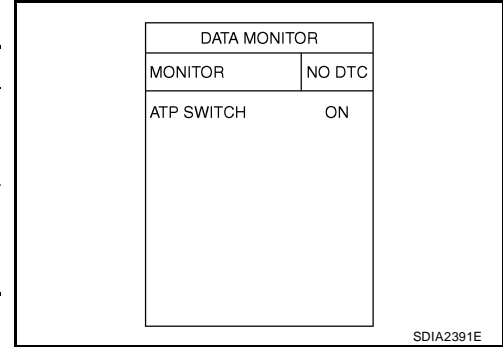 DATA MONITOR
MONITOR NO DTC
ATP SWITCH ON
SDIA2391E